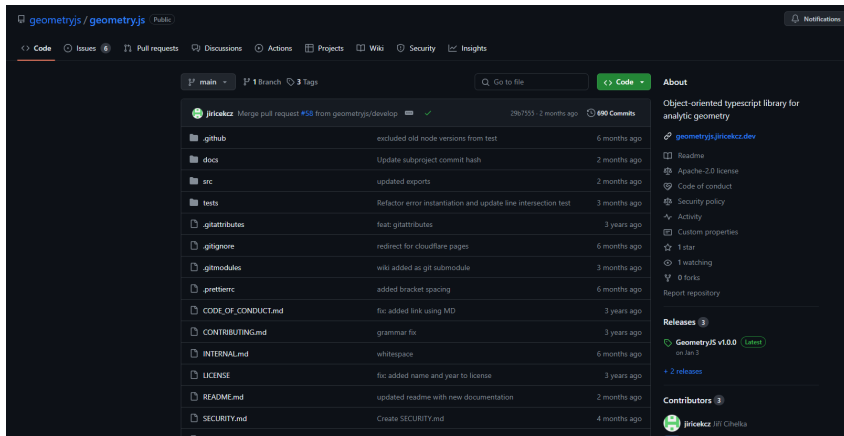 geometryjs / geometry.js Public
Notifications
Code Issues 6 Pull requests Discussions Actions Projects Wiki Security Insights
main 1 Branch 3 Tags Go to file Code
jiricekcz Merge pull request #58 from geometryjs/develop 29b7555 · 2 months ago 690 Commits
.github excluded old node versions from test 6 months ago
docs Update subproject commit hash 2 months ago
src updated exports 2 months ago
tests Refactor error instantiation and update line intersection test 3 months ago
.gitattributes feat: gitattributes 3 years ago
.gitignore redirect for cloudflare pages 6 months ago
.gitmodules wiki added as git submodule 3 months ago
.prettierrc added bracket spacing 6 months ago
CODE_OF_CONDUCT.md fix: added link using MD 3 years ago
CONTRIBUTING.md grammar fix 3 years ago
INTERNAL.md whitespace 6 months ago
LICENSE fix: added name and year to license 3 years ago
README.md updated readme with new documentation 2 months ago
SECURITY.md Create SECURITY.md 4 months ago
About
Object-oriented typescript library for
analytic geometry
geometryjs.jiricekcz.dev
Readme
Apache-2.0 license
Code of conduct
Security policy
Activity
Custom properties
1 star
1 watching
0 forks
Report repository
Releases 3
GeometryJS v1.0.0 Latest
on Jan 3
+ 2 releases
Contributors 3
jiricekcz Jiří Cihelka